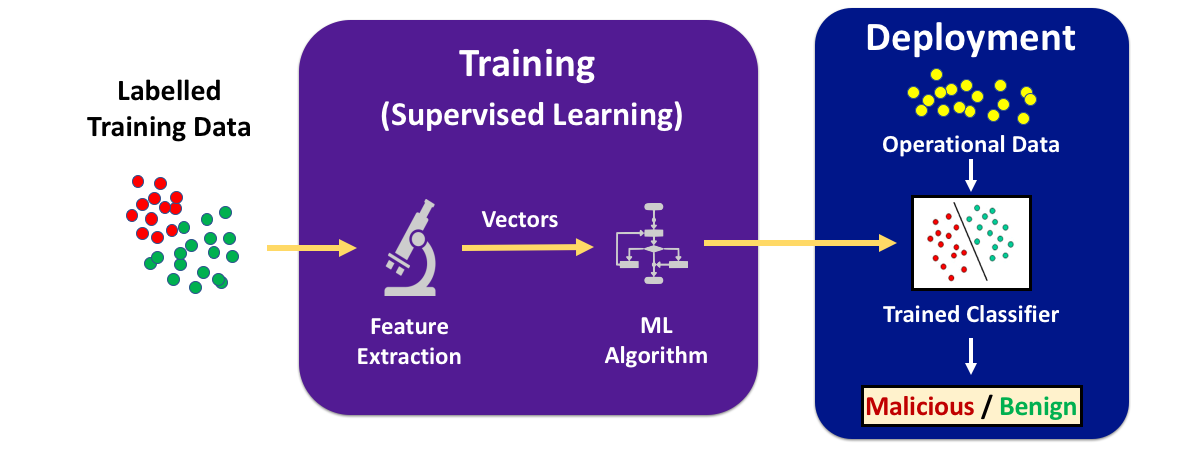 Labelled
Training Data
Training
(Supervised Learning)
Vectors
Feature
Extraction
ML
Algorithm
Deployment
Operational Data
Trained Classifier
Malicious / Benign